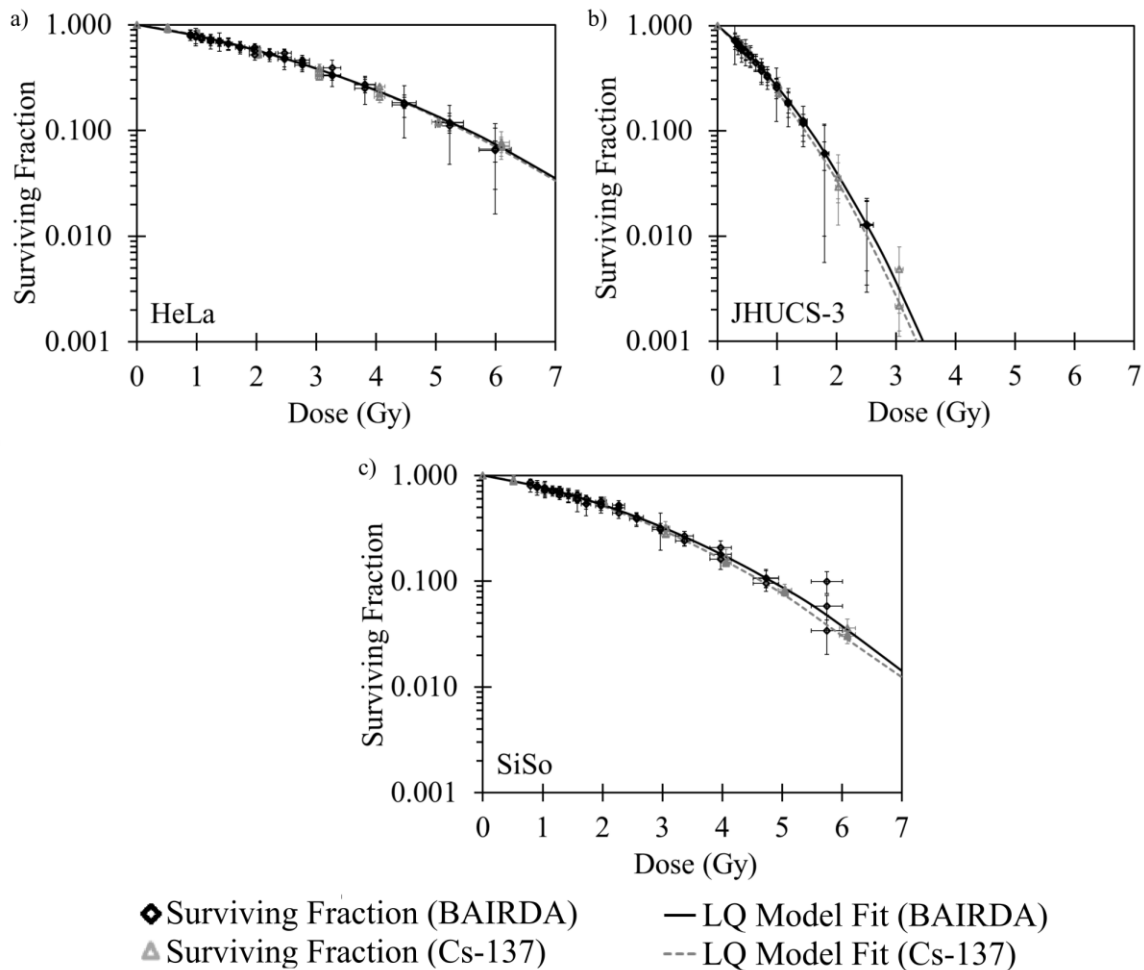 a)
1.000
0.100
0.010
0.001
Surviving Fraction
HeLa
0 1 2 3 4 5 6 7
Dose (Gy)
b)
1.000
0.100
0.010
0.001
Surviving Fraction
JHUCS-3
0 1 2 3 4 5 6 7
Dose (Gy)
c)
1.000
0.100
0.010
0.001
Surviving Fraction
SiSo
0 1 2 3 4 5 6 7
Dose (Gy)
Surviving Fraction (BAIRDA)
LQ Model Fit (BAIRDA)
Surviving Fraction (Cs-137)
LQ Model Fit (Cs-137)